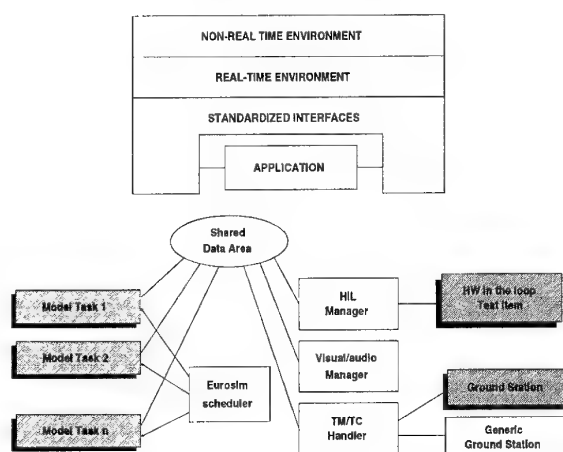 NON-REAL TIME ENVIRONMENT
REAL-TIME ENVIRONMENT
STANDARDIZED INTERFACES
APPLICATION
Shared
Data Area
Model Task 1
Model Task 2
Model Task n
Eurosim
scheduler
HIL
Manager
Visual/audio
Manager
TM/TC
Handler
HW in the loop
Test Item
Ground Station
Generic
Ground Station